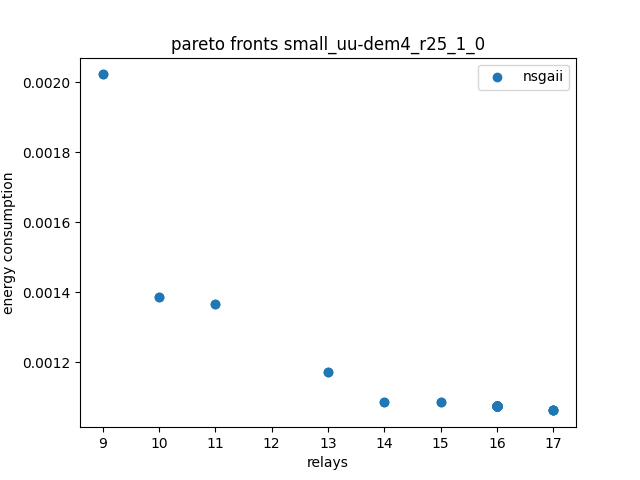 pareto fronts small_uu-dem4_r25_1_0
nsgaii
0.0020
0.0018
0.0016
0.0014
0.0012
energy consumption
9 10 11 12 13 14 15 16 17
relays